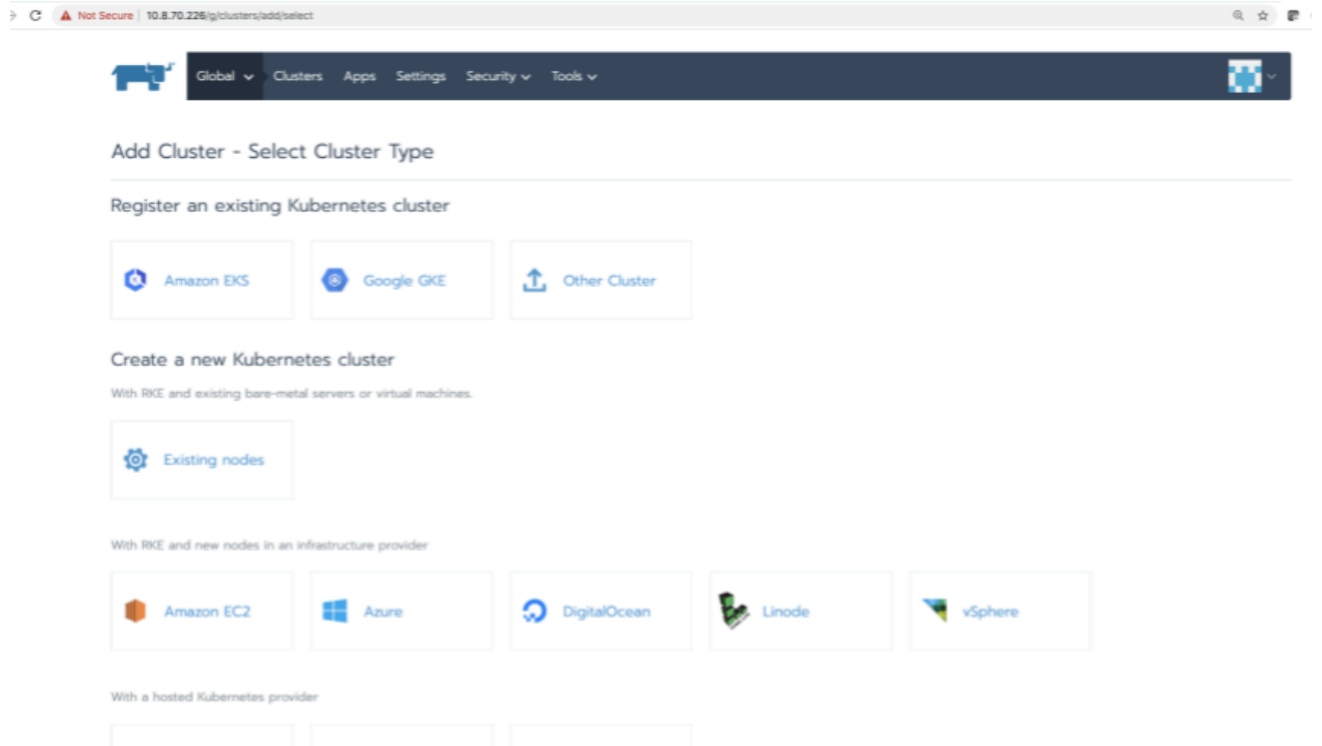 Not Secure 10.8.70.226/g/clusters/add/select
Global Clusters Apps Settings Security Tools
Add Cluster - Select Cluster Type
Register an existing Kubernetes cluster
Amazon EKS Google GKE Other Cluster
Create a new Kubernetes cluster
With RKE and existing bare-metal servers or virtual machines.
Existing nodes
With RKE and new nodes in an infrastructure provider
Amazon EC2 Azure DigitalOcean Linode vSphere
With a hosted Kubernetes provider